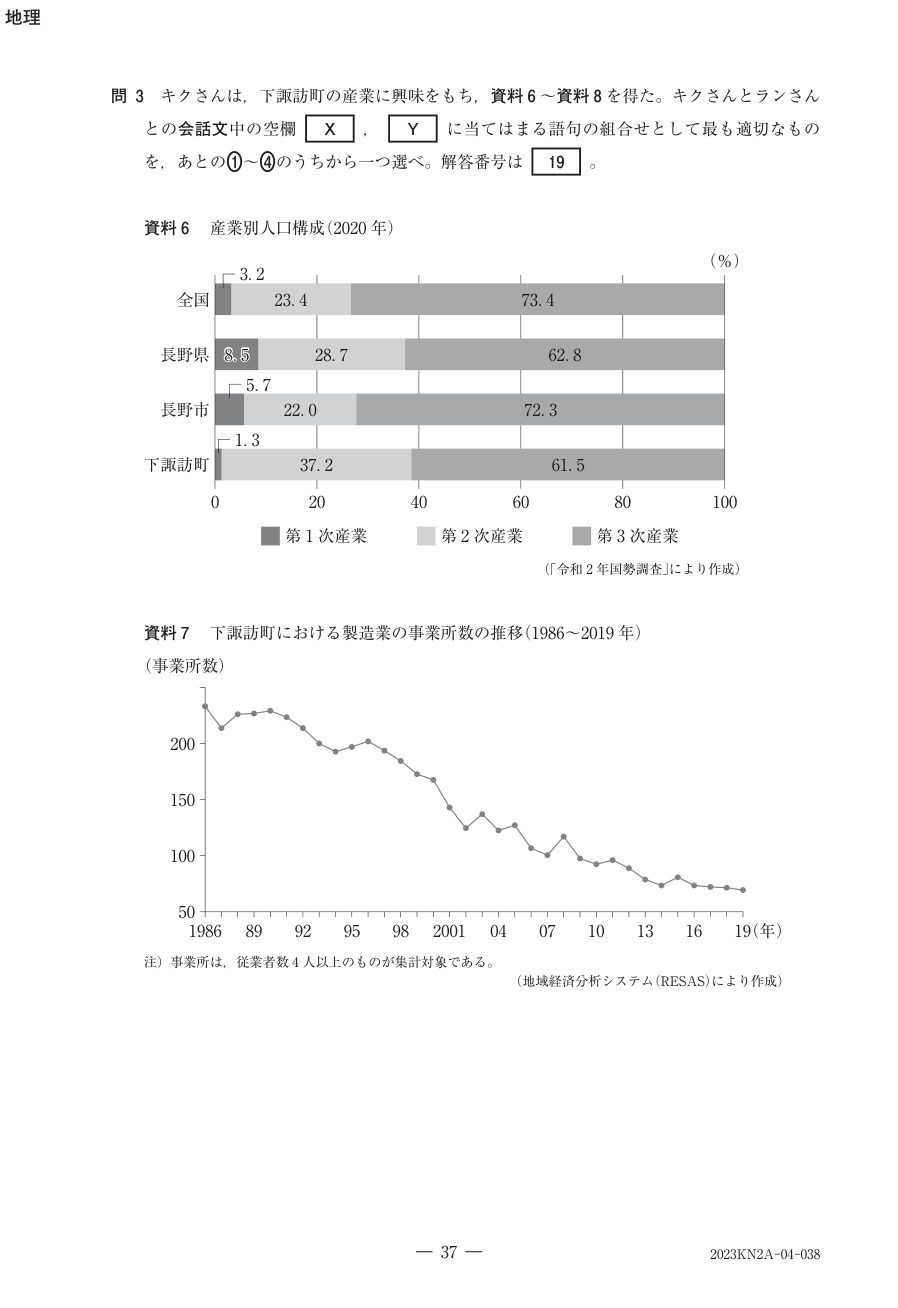 地理
問 3 キクさんは，下諏訪町の産業に興味をもち，資料6～資料8を得た。キクさんとランさん
との会話文中の空欄 X ， Y に当てはまる語句の組合せとして最も適切なもの
を，あとの①～④のうちから一つ選べ。解答番号は 19 。
資料6 産業別人口構成(2020 年)
(％)
3.2
全国 23.4 73.4
長野県 8.5 28.7 62.8
5.7
長野市 22.0 72.3
1.3
下諏訪町 37.2 61.5
0 20 40 60 80 100
第1次産業 第2次産業 第3次産業
(「令和2年国勢調査」により作成)
資料7 下諏訪町における製造業の事業所数の推移(1986～2019 年)
(事業所数)
200
150
100
50
1986 89 92 95 98 2001 04 07 10 13 16 19(年)
注) 事業所は，従業者数4人以上のものが集計対象である。
(地域経済分析システム(RESAS)により作成)
― 37 ―
2023KN2A-04-038